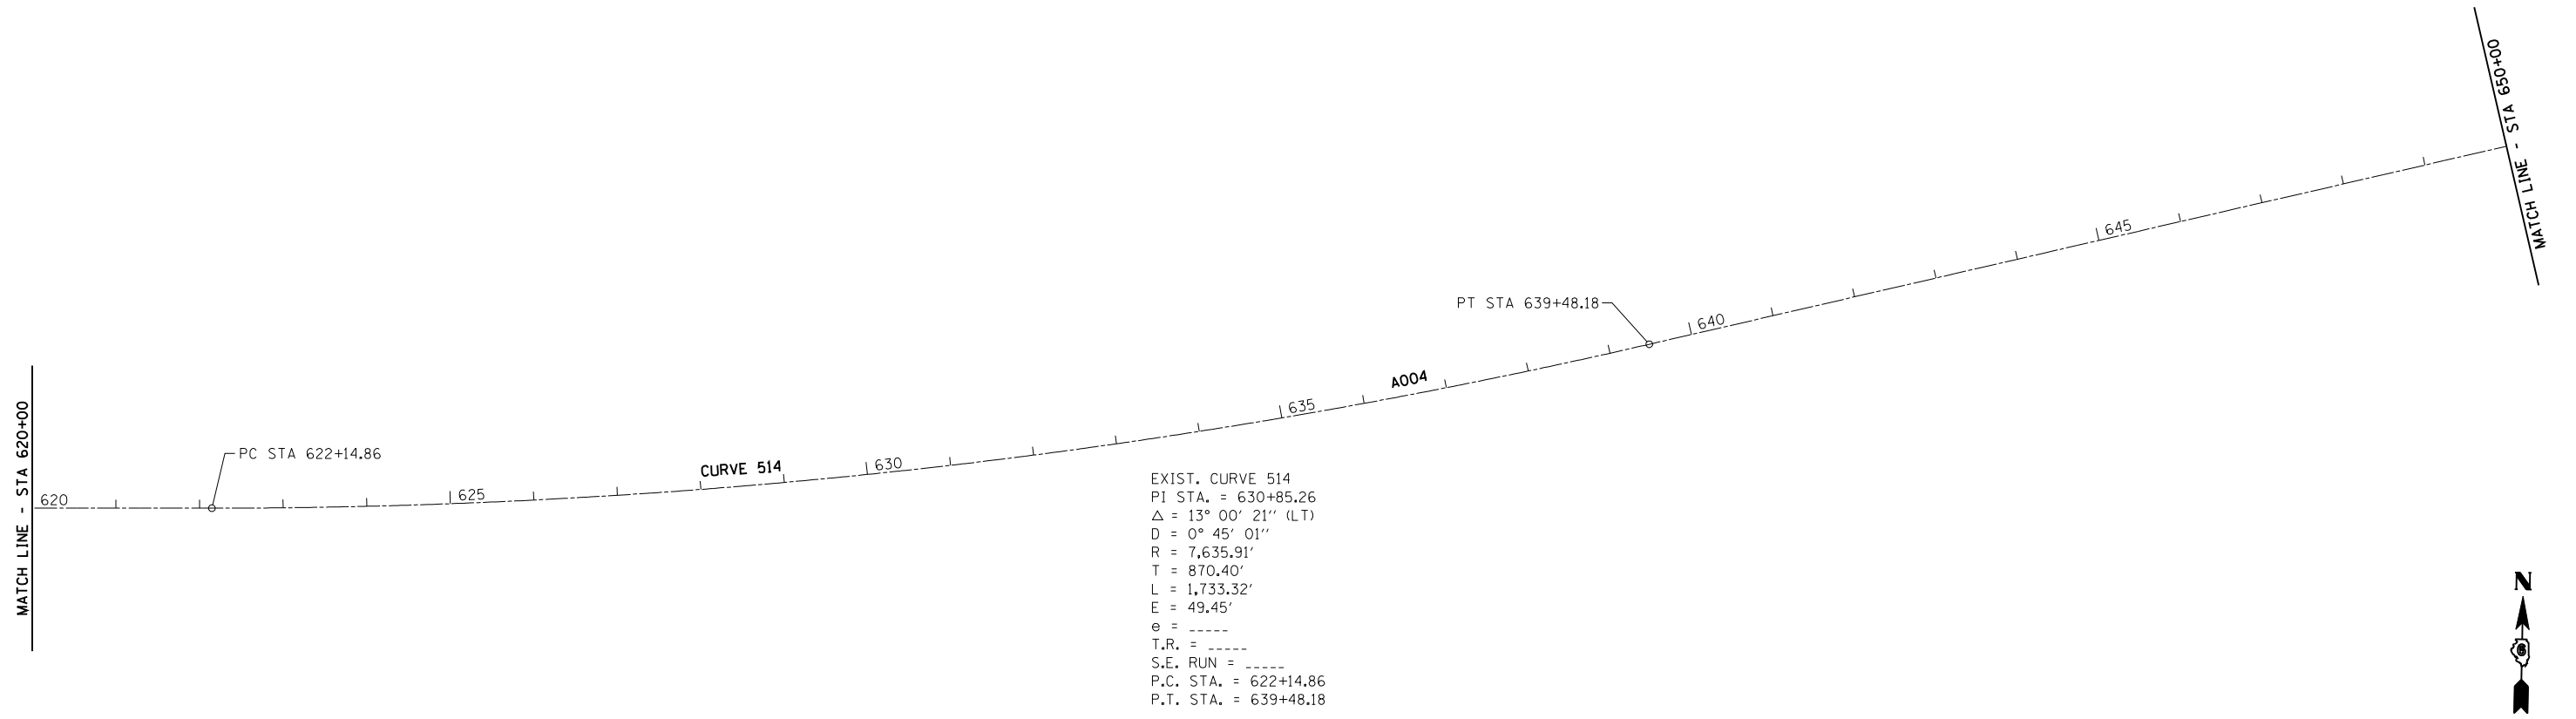 MATCH LINE - STA 620+00
620
PC STA 622+14.86
625
CURVE 514
630
635
A004
PT STA 639+48.18
640
645
MATCH LINE - STA 650+00
EXIST. CURVE 514
PI STA. = 630+85.26
Δ = 13° 00' 21'' (LT)
D = 0° 45' 01''
R = 7,635.91'
T = 870.40'
L = 1,733.32'
E = 49.45'
e = _____
T.R. = _____
S.E. RUN = _____
P.C. STA. = 622+14.86
P.T. STA. = 639+48.18
N
6